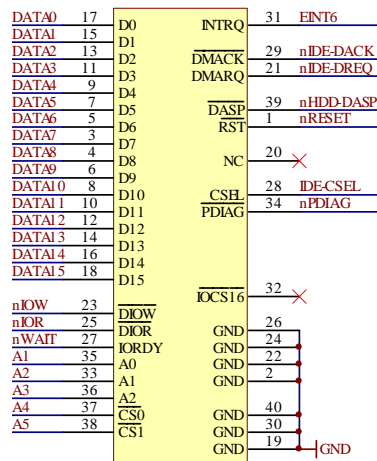 DATA0 17 D0 INTRQ 31 EINT6
DATA1 15 D1
DATA2 13 D2 DMACK 29 nIDE-DACK
DATA3 11 D3 DMARQ 21 nIDE-DREQ
DATA4 9 D4
DATA5 7 D5 DASP 39 nHDD-DASP
DATA6 5 D6 RST 1 nRESET
DATA7 3 D7
DATA8 4 D8 NC 20
DATA9 6 D9
DATA10 8 D10 CSEL 28 IDE-CSEL
DATA11 10 D11 PDIAG 34 nPDIAG
DATA12 12 D12
DATA13 14 D13
DATA14 16 D14
DATA15 18 D15
IOCS16 32
nIOW 23 DIOW
nIOR 25 DIOR GND 26
nWAIT 27 IORDY GND 24
A1 35 A0 GND 22
A2 33 A1 GND 2
A3 36 A2
A4 37 CS0 GND 40
A5 38 CS1 GND 30
GND 19 GND